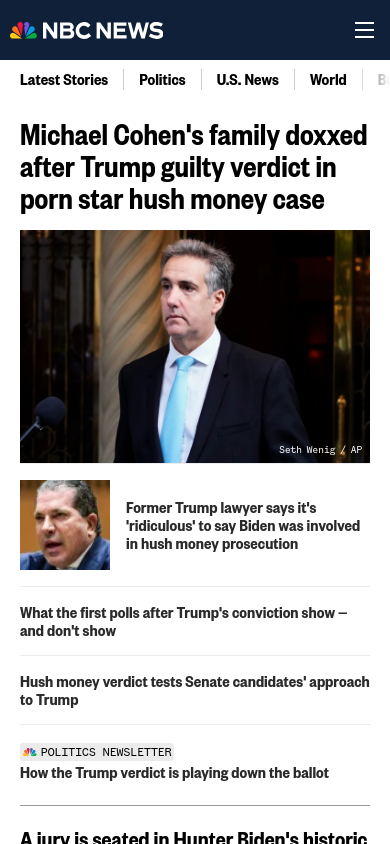 NBC NEWS
Latest Stories
Politics
U.S. News
World
Michael Cohen's family doxxed
after Trump guilty verdict in
porn star hush money case
Seth Wenig / AP
Former Trump lawyer says it's
'ridiculous' to say Biden was involved
in hush money prosecution
What the first polls after Trump's conviction show –
and don't show
Hush money verdict tests Senate candidates' approach
to Trump
POLITICS NEWSLETTER
How the Trump verdict is playing down the ballot
A jury is seated in Hunter Biden's historic